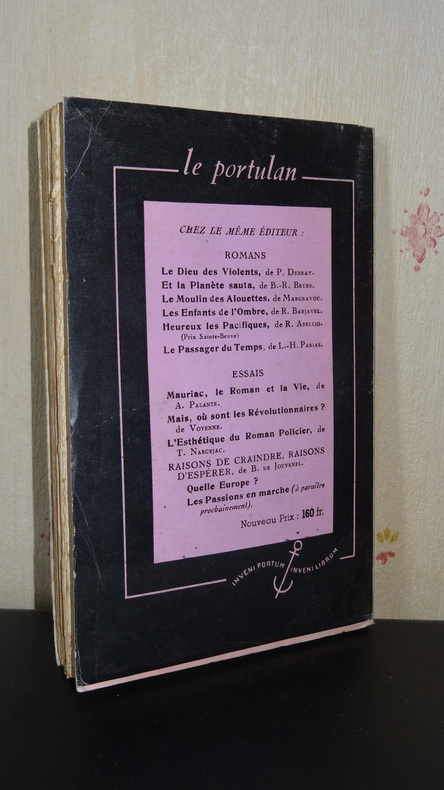 le portulan
CHEZ LE MÊME ÉDITEUR :
ROMANS
Le Dieu des Violents, de P. Debray.
Et la Planète sauta, de B.-R. Bruss.
Le Moulin des Alouettes, de Margnavou.
Les Enfants de l'Ombre, de R. Barjavel.
Heureux les Pacifiques, de R. Abellio.
(Prix Sainte-Beuve)
Le Passager du Temps, de L.-H. Parias.
ESSAIS
Mauriac, le Roman et la Vie, de
A. Palante.
Mais, où sont les Révolutionnaires ?
de Voyenne.
L'Esthétique du Roman Policier, de
T. Narcejac.
RAISONS DE CRAINDRE, RAISONS
D'ESPÉRER, de B. de Jouvenel.
Quelle Europe ?
Les Passions en marche (à paraître
prochainement).
Nouveau Prix : 160 fr.
INVENI PORTUM INVENI LIBRUM